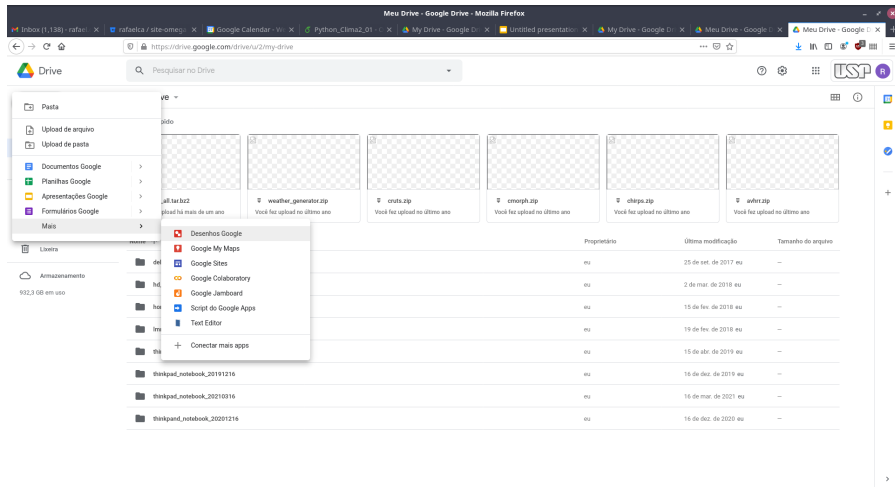 Meu Drive - Google Drive - Mozilla Firefox
Inbox (1,138) - rafael
rafaelca / site-omega
Google Calendar - W
Python_Clima2_01 -
My Drive - Google D
Untitled presentation
My Drive - Google D
Meu Drive - Google D
Meu Drive - Google D
https://drive.google.com/drive/u/2/my-drive
Drive
Pesquisar no Drive
USP
R
ve
Pasta
oido
Upload de arquivo
Upload de pasta
Documentos Google
Planilhas Google
Apresentações Google
Formulários Google
Mais
_all.tar.bz2
pload há mais de um ano
weather_generator.zip
Você fez upload no último ano
cruts.zip
Você fez upload no último ano
cmorph.zip
Você fez upload no último ano
chirps.zip
Você fez upload no último ano
avhrr.zip
Você fez upload no último ano
Desenhos Google
Google My Maps
Google Sites
Google Colaboratory
Google Jamboard
Script do Google Apps
Text Editor
Conectar mais apps
Lixeira
Armazenamento
932,3 GB em uso
Nome
Proprietário
Última modificação
Tamanho do arquivo
del
eu
25 de set. de 2017 eu
—
hd_
eu
2 de mar. de 2018 eu
—
ho
eu
15 de fev. de 2018 eu
—
eu
19 de fev. de 2018 eu
—
thi
eu
15 de abr. de 2019 eu
—
thinkpad_notebook_20191216
eu
16 de dez. de 2019 eu
—
thinkpad_notebook_20210316
eu
16 de mar. de 2021 eu
—
thinkpand_notebook_20201216
eu
16 de dez. de 2020 eu
—